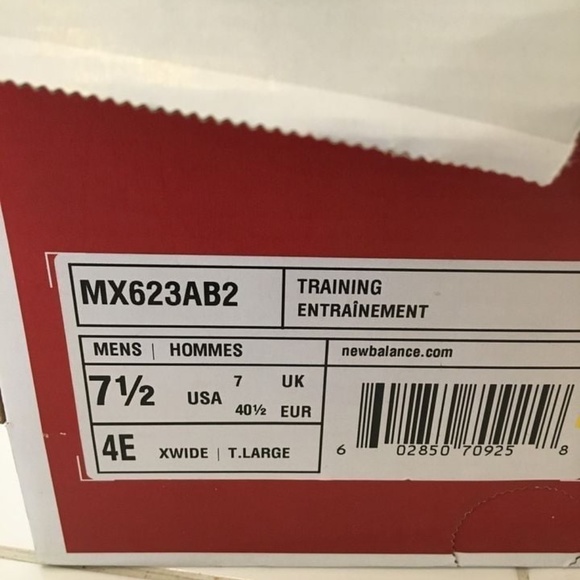 MX623AB2
TRAINING
ENTRAÎNEMENT
MENS | HOMMES
newbalance.com
7½ USA 7 UK
40½ EUR
4E XWIDE | T.LARGE
6 02850 70925 8